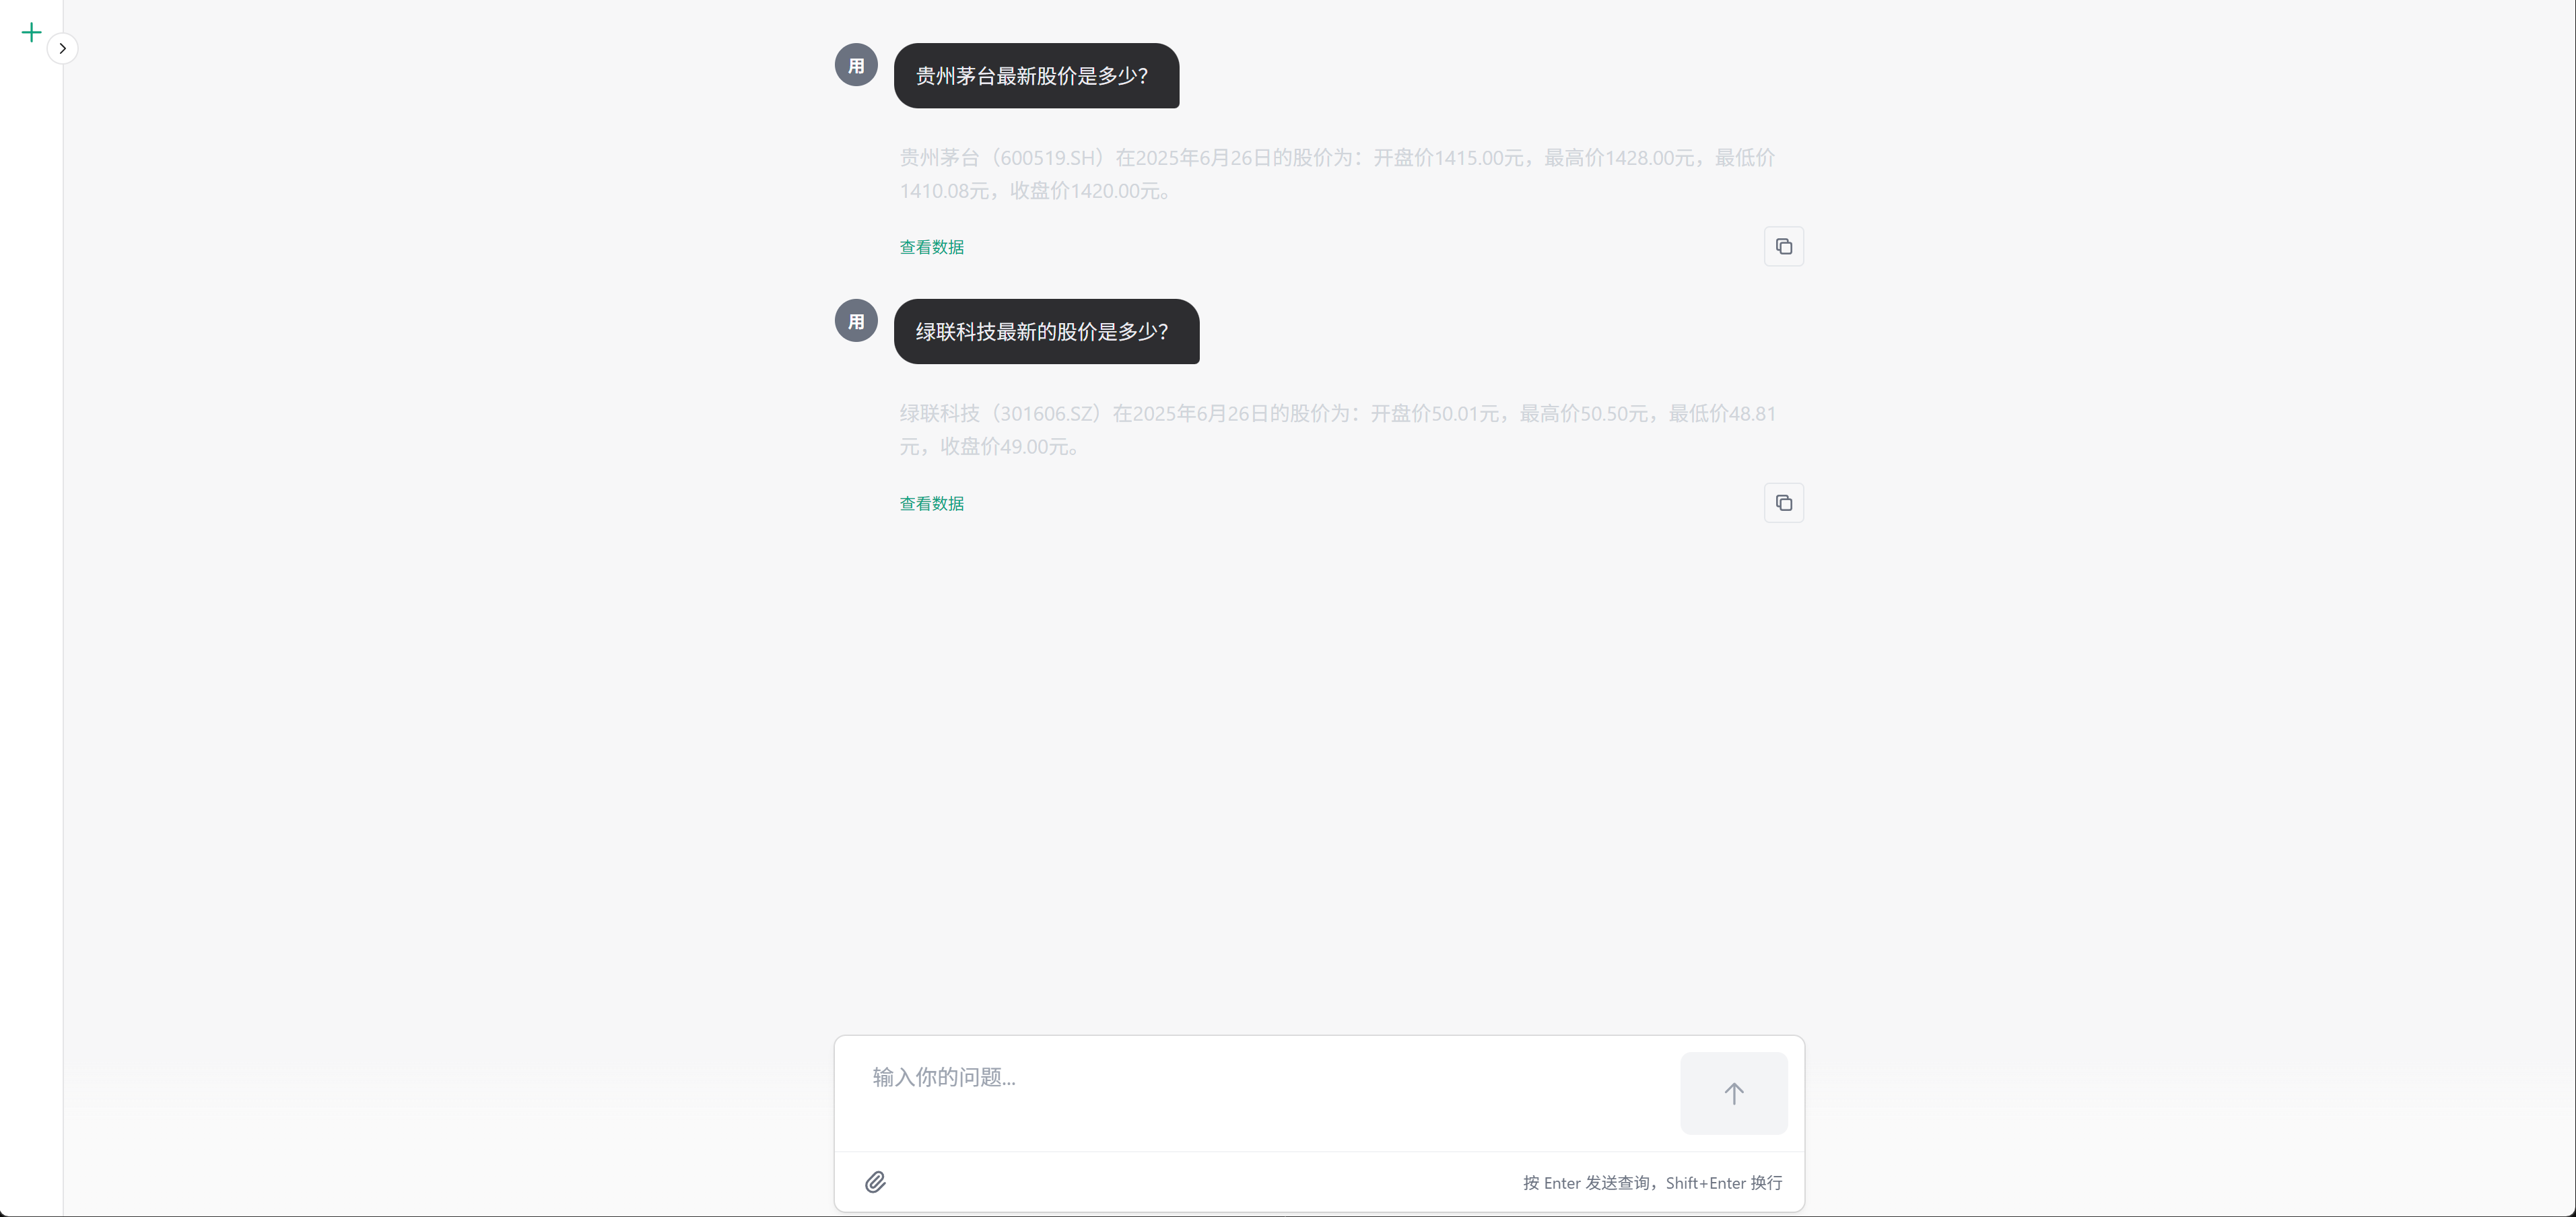 用
贵州茅台最新股价是多少?
贵州茅台（600519.SH）在2025年6月26日的股价为：开盘价1415.00元，最高价1428.00元，最低价
1410.08元，收盘价1420.00元。
查看数据
用
绿联科技最新的股价是多少?
绿联科技（301606.SZ）在2025年6月26日的股价为：开盘价50.01元，最高价50.50元，最低价48.81
元，收盘价49.00元。
查看数据
输入你的问题...
按 Enter 发送查询，Shift+Enter 换行